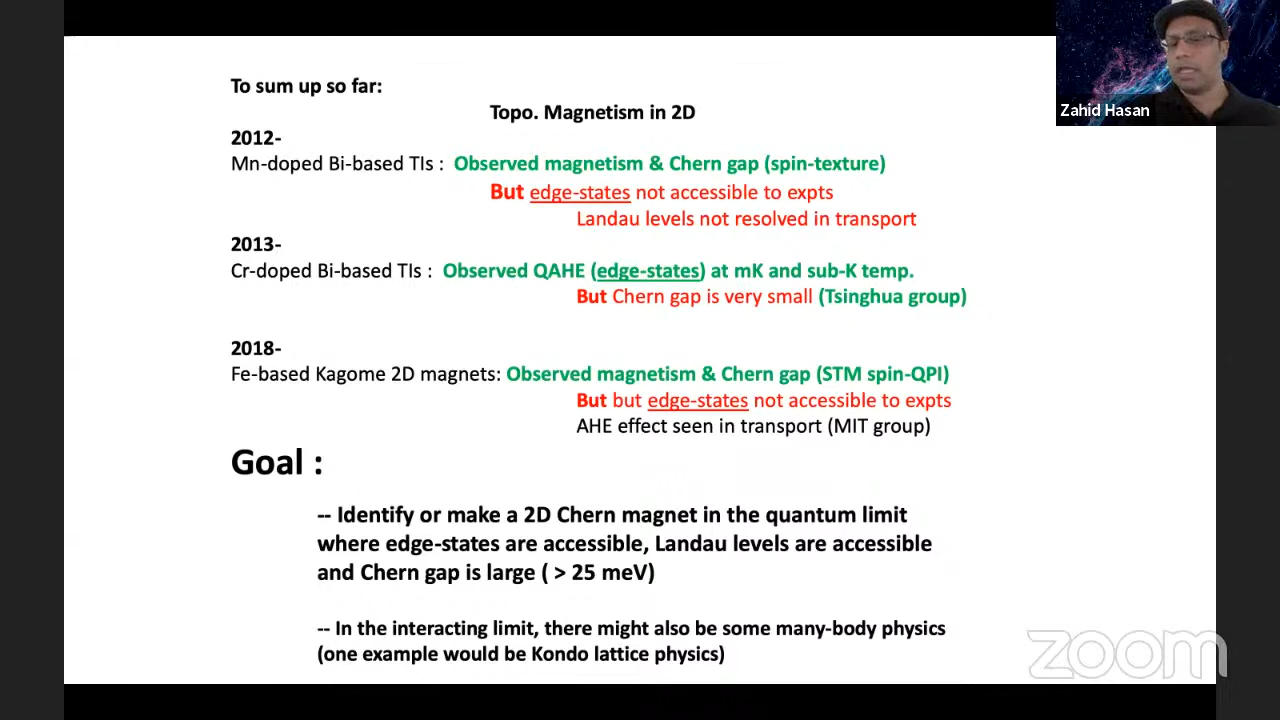 To sum up so far:
Topo. Magnetism in 2D
2012-
Mn-doped Bi-based TIs : Observed magnetism & Chern gap (spin-texture)
But edge-states not accessible to expts
Landau levels not resolved in transport
2013-
Cr-doped Bi-based TIs : Observed QAHE (edge-states) at mK and sub-K temp.
But Chern gap is very small (Tsinghua group)
2018-
Fe-based Kagome 2D magnets: Observed magnetism & Chern gap (STM spin-QPI)
But but edge-states not accessible to expts
AHE effect seen in transport (MIT group)
Goal :
-- Identify or make a 2D Chern magnet in the quantum limit
where edge-states are accessible, Landau levels are accessible
and Chern gap is large ( > 25 meV)
-- In the interacting limit, there might also be some many-body physics
(one example would be Kondo lattice physics)
Zahid Hasan
zoom